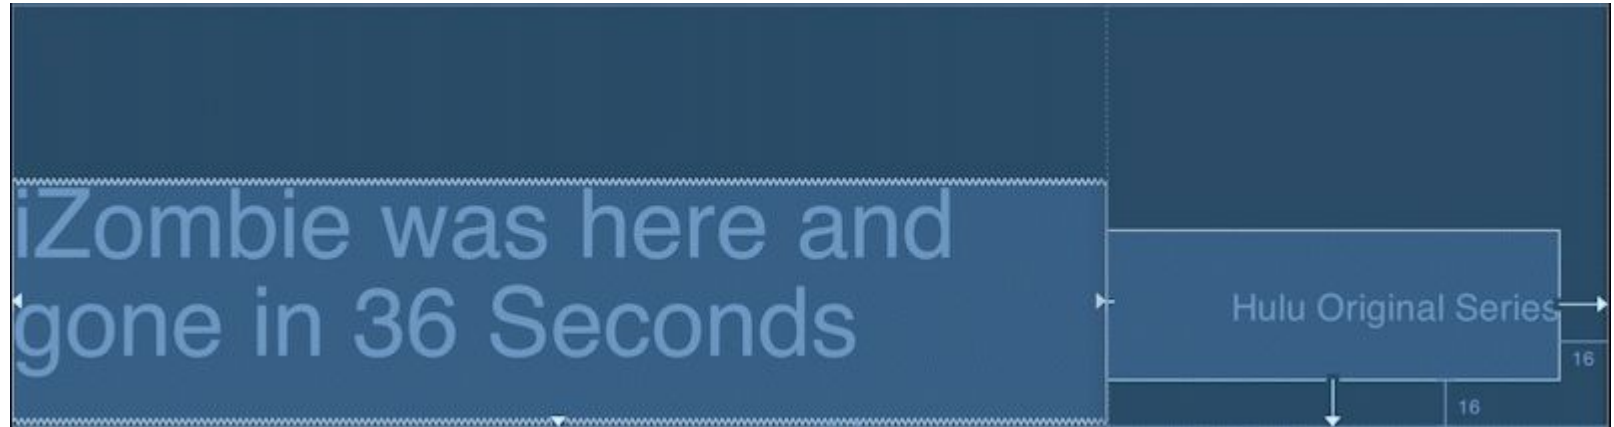 iZombie was here and
gone in 36 Seconds
Hulu Original Series
16
16